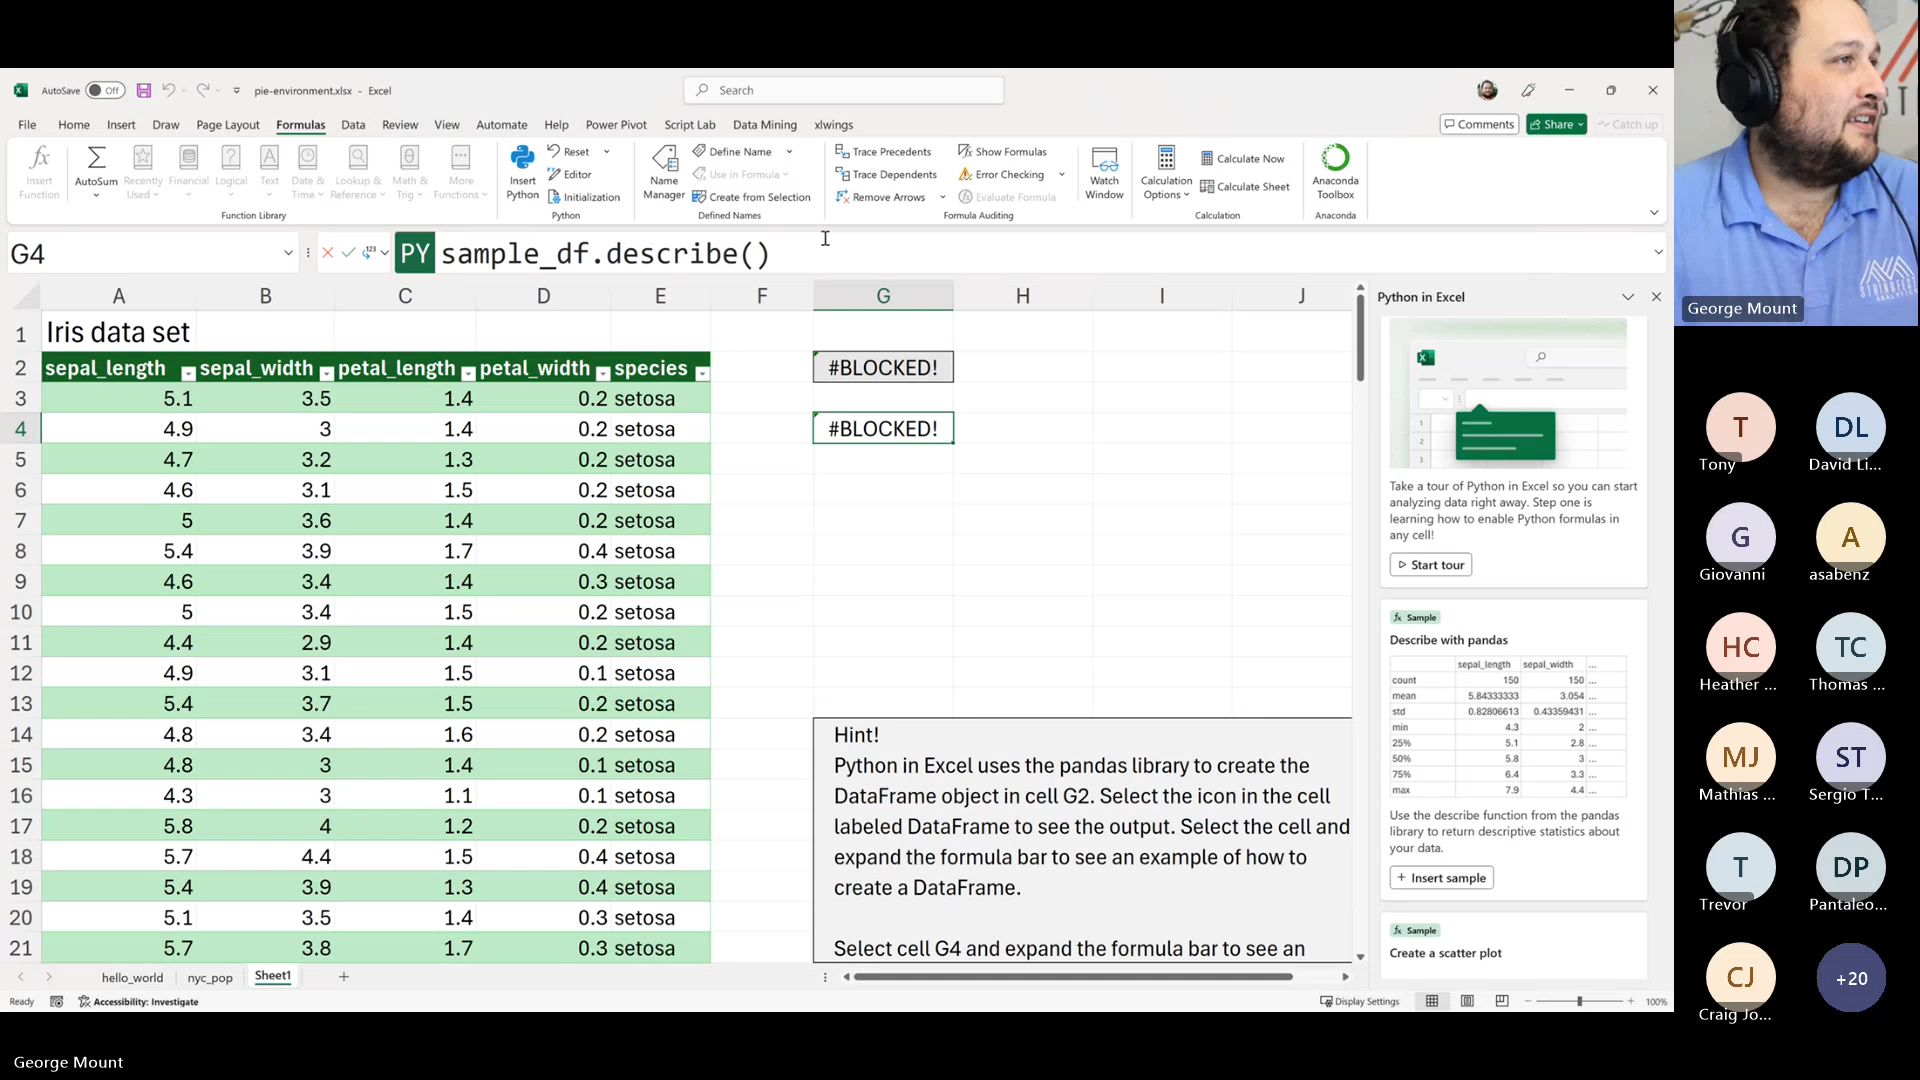 AutoSave Off pie-environment.xlsx - Excel Search
File Home Insert Draw Page Layout Formulas Data Review View Automate Help Power Pivot Script Lab Data Mining xlwings Comments Share Catch up
Insert Function
AutoSum
Recently Used
Financial
Logical
Text
Date & Time
Lookup & Reference
Math & Trig
More Functions
Function Library
Insert Python
Reset
Editor
Initialization
Python
Name Manager
Define Name
Use in Formula
Create from Selection
Defined Names
Trace Precedents
Trace Dependents
Remove Arrows
Show Formulas
Error Checking
Evaluate Formula
Formula Auditing
Watch Window
Calculation Options
Calculate Now
Calculate Sheet
Calculation
Anaconda Toolbox
Anaconda
G4 PY sample_df.describe()
A B C D E F G H I J
1 Iris data set
2 sepal_length sepal_width petal_length petal_width species #BLOCKED!
3 5.1 3.5 1.4 0.2 setosa
4 4.9 3 1.4 0.2 setosa #BLOCKED!
5 4.7 3.2 1.3 0.2 setosa
6 4.6 3.1 1.5 0.2 setosa
7 5 3.6 1.4 0.2 setosa
8 5.4 3.9 1.7 0.4 setosa
9 4.6 3.4 1.4 0.3 setosa
10 5 3.4 1.5 0.2 setosa
11 4.4 2.9 1.4 0.2 setosa
12 4.9 3.1 1.5 0.1 setosa
13 5.4 3.7 1.5 0.2 setosa
14 4.8 3.4 1.6 0.2 setosa
15 4.8 3 1.4 0.1 setosa
16 4.3 3 1.1 0.1 setosa
17 5.8 4 1.2 0.2 setosa
18 5.7 4.4 1.5 0.4 setosa
19 5.4 3.9 1.3 0.4 setosa
20 5.1 3.5 1.4 0.3 setosa
21 5.7 3.8 1.7 0.3 setosa
Hint!
Python in Excel uses the pandas library to create the
DataFrame object in cell G2. Select the icon in the cell
labeled DataFrame to see the output. Select the cell and
expand the formula bar to see an example of how to
create a DataFrame.
Select cell G4 and expand the formula bar to see an
Python in Excel
Take a tour of Python in Excel so you can start
analyzing data right away. Step one is
learning how to enable Python formulas in
any cell!
Start tour
fx Sample
Describe with pandas
sepal_length sepal_width ...
count 150 150 ...
mean 5.84333333 3.054 ...
std 0.82806613 0.43359431 ...
min 4.3 2 ...
25% 5.1 2.8 ...
50% 5.8 3 ...
75% 6.4 3.3 ...
max 7.9 4.4 ...
Use the describe function from the pandas
library to return descriptive statistics about
your data.
+ Insert sample
fx Sample
Create a scatter plot
hello_world nyc_pop Sheet1 +
Ready Accessibility: Investigate Display Settings 100%
George Mount
George Mount
T
Tony
DL
David Li...
G
Giovanni
A
asabenz
HC
Heather ...
TC
Thomas ...
MJ
Mathias ...
ST
Sergio T...
T
Trevor
DP
Pantaleo...
CJ
Craig Jo...
+20